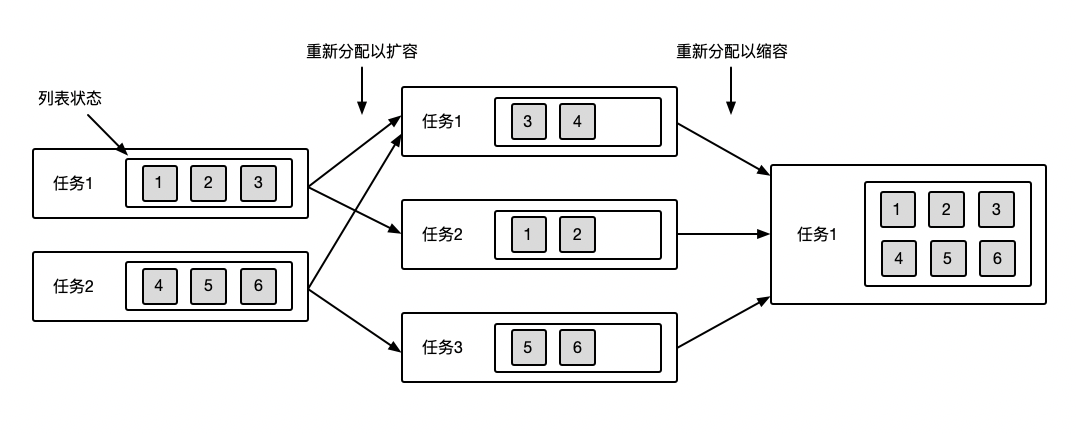 重新分配以扩容
重新分配以缩容
列表状态
任务1 1 2 3
任务2 4 5 6
任务1 3 4
任务2 1 2
任务3 5 6
任务1
1 2 3
4 5 6